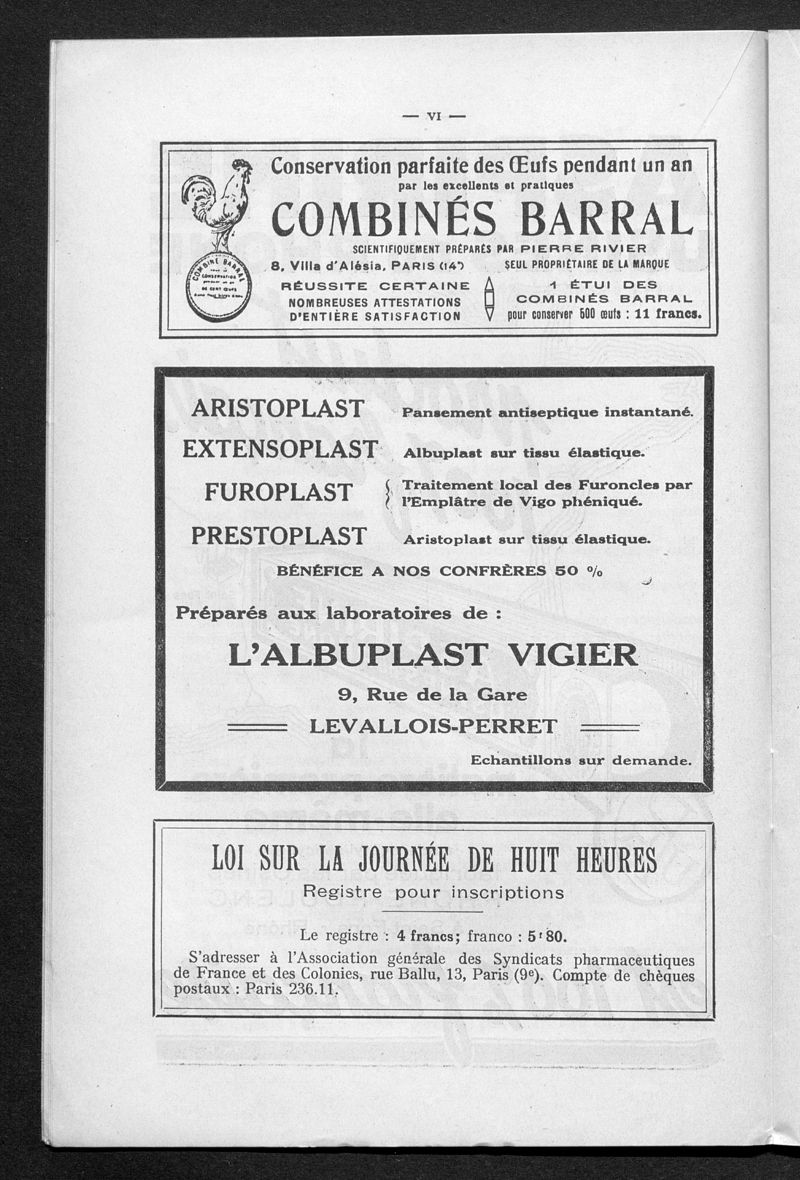 — VI —
Conservation parfaite des Œufs pendant un an
par les excellents et pratiques
COMBINÉS BARRAL
SCIENTIFIQUEMENT PRÉPARÉS PAR PIERRE RIVIER
8, Villa d'Alésia, PARIS (14e) SEUL PROPRIÉTAIRE DE LA MARQUE
RÉUSSITE CERTAINE
NOMBREUSES ATTESTATIONS
D'ENTIÈRE SATISFACTION
1 ÉTUI DES
COMBINÉS BARRAL
pour conserver 500 œufs : 11 francs.
COMBINÉ BARRAL
CONSERVATION
DE CENT ŒUFS
ARISTOPLAST Pansement antiseptique instantané.
EXTENSOPLAST Albuplast sur tissu élastique.
FUROPLAST { Traitement local des Furoncles par
l'Emplâtre de Vigo phéniqué.
PRESTOPLAST Aristoplast sur tissu élastique.
BÉNÉFICE A NOS CONFRÈRES 50 %
Préparés aux laboratoires de :
L'ALBUPLAST VIGIER
9, Rue de la Gare
LEVALLOIS-PERRET
Echantillons sur demande.
LOI SUR LA JOURNÉE DE HUIT HEURES
Registre pour inscriptions
Le registre : 4 francs; franco : 5f80.
S'adresser à l'Association générale des Syndicats pharmaceutiques
de France et des Colonies, rue Ballu, 13, Paris (9e). Compte de chèques
postaux : Paris 236.11.